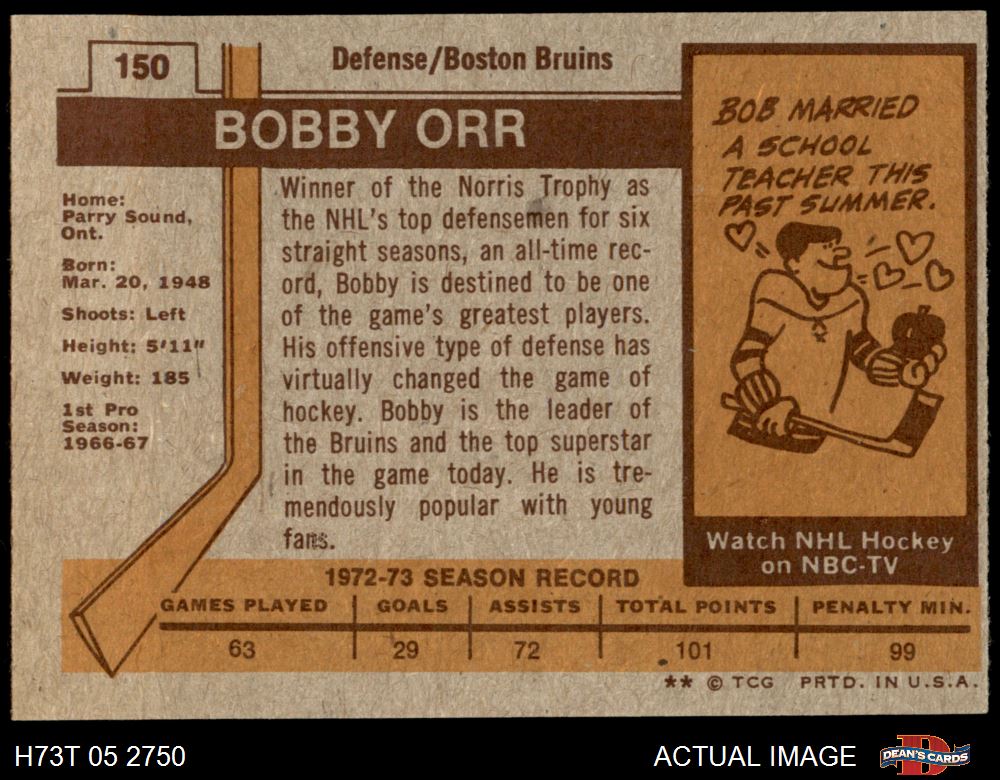 150
Defense/Boston Bruins
BOBBY ORR
Home:
Parry Sound,
Ont.
Born:
Mar. 20, 1948
Shoots: Left
Height: 5'11"
Weight: 185
1st Pro
Season:
1966-67
Winner of the Norris Trophy as
the NHL's top defensemen for six
straight seasons, an all-time rec-
ord, Bobby is destined to be one
of the game's greatest players.
His offensive type of defense has
virtually changed the game of
hockey. Bobby is the leader of
the Bruins and the top superstar
in the game today. He is tre-
mendously popular with young
fans.
BOB MARRIED
A SCHOOL
TEACHER THIS
PAST SUMMER.
Watch NHL Hockey
on NBC-TV
1972-73 SEASON RECORD
GAMES PLAYED GOALS ASSISTS TOTAL POINTS PENALTY MIN.
63 29 72 101 99
** © TCG PRTD. IN U.S.A.
H73T 05 2750
ACTUAL IMAGE
DEAN'S CARDS